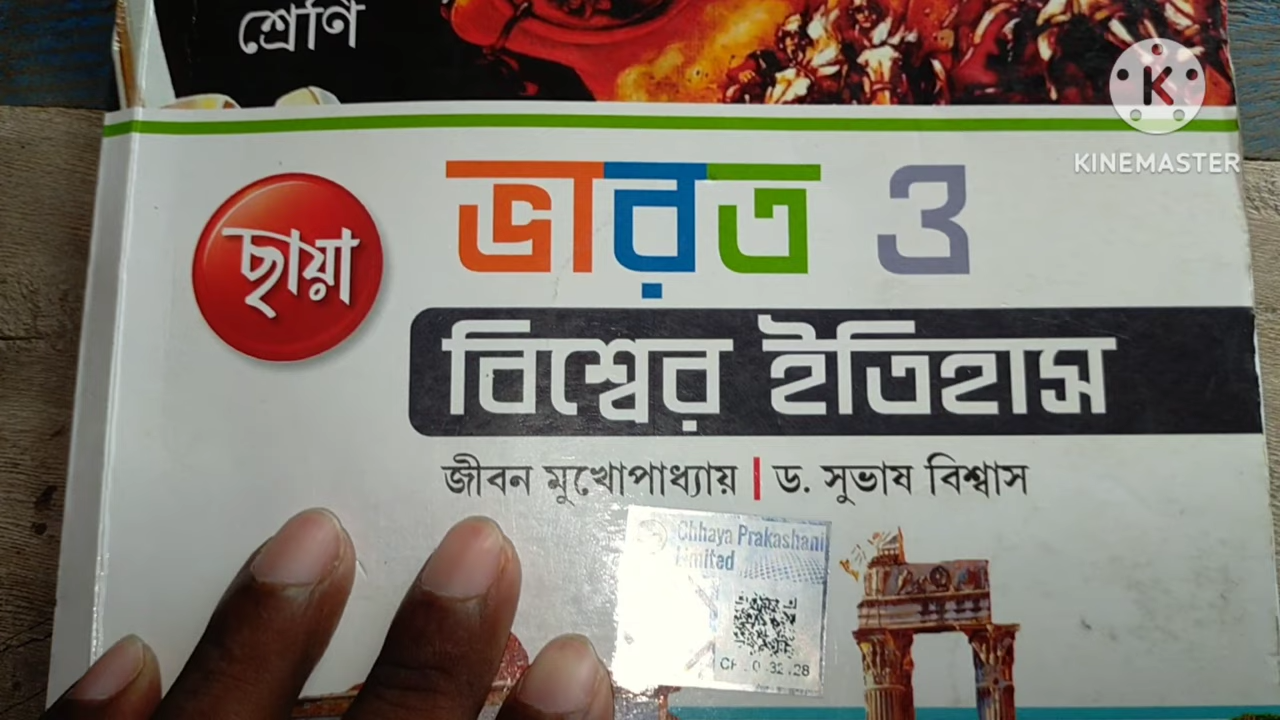 শ্রেণি
K
KINEMASTER
ছায়া
ভারত ও
বিশ্বের ইতিহাস
জীবন মুখোপাধ্যায় | ড. সুভাষ বিশ্বাস
Chhaya Prakashani
Limited